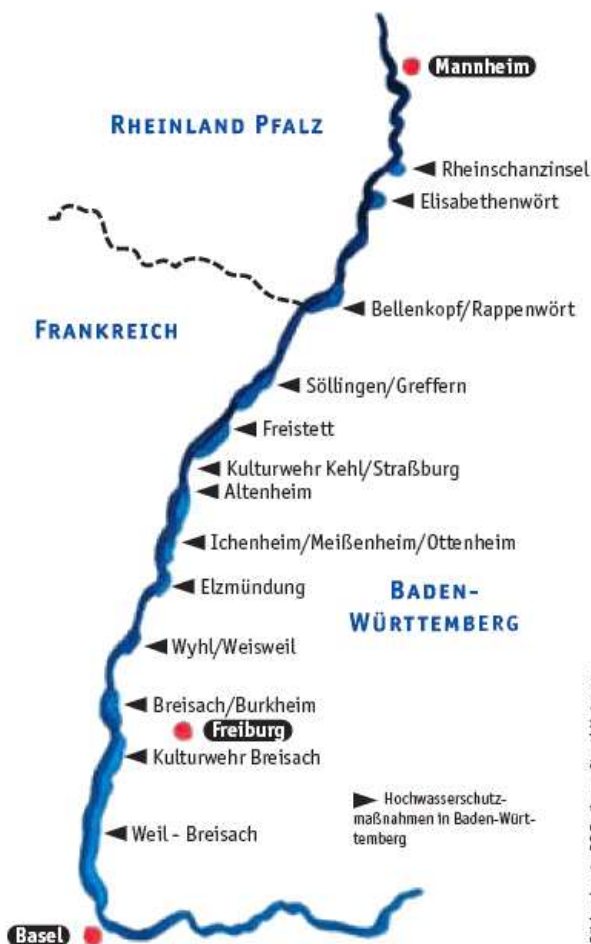 Mannheim
RHEINLAND PFALZ
Rheinschanzinsel
Elisabethenwört
Bellenkopf/Rappenwört
FRANKREICH
Söllingen/Greffern
Freistett
Kulturwehr Kehl/Straßburg
Altenheim
Ichenheim/Meißenheim/Ottenheim
Elzmündung
BADEN-
WÜRTTEMBERG
Wyhl/Weisweil
Breisach/Burkheim
Freiburg
Kulturwehr Breisach
Hochwasserschutz-
maßnahmen in Baden-Würt-
temberg
Weil - Breisach
Basel